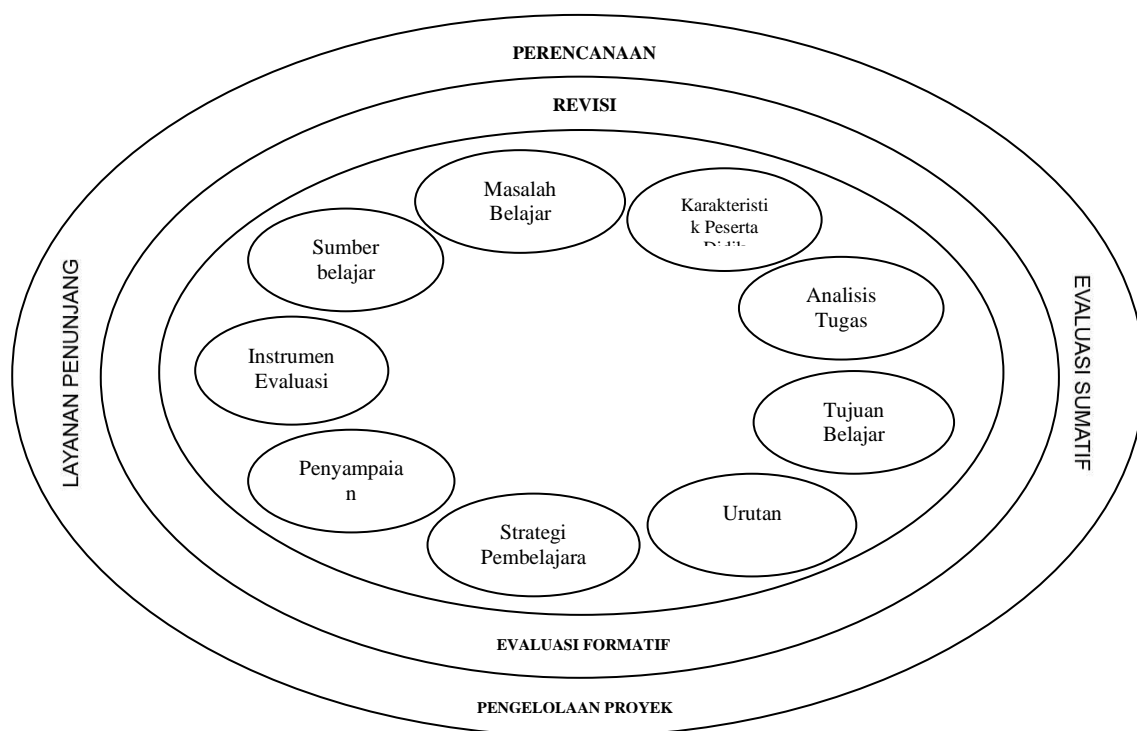 PERENCANAAN
REVISI
Masalah
Belajar
Karakteristi
k Peserta
Sumber
belajar
Analisis
Tugas
LAYANAN PENUNJANG
EVALUASI SUMATIF
Instrumen
Evaluasi
Tujuan
Belajar
Penyampaia
n
Urutan
Strategi
Pembelajara
EVALUASI FORMATIF
PENGELOLAAN PROYEK